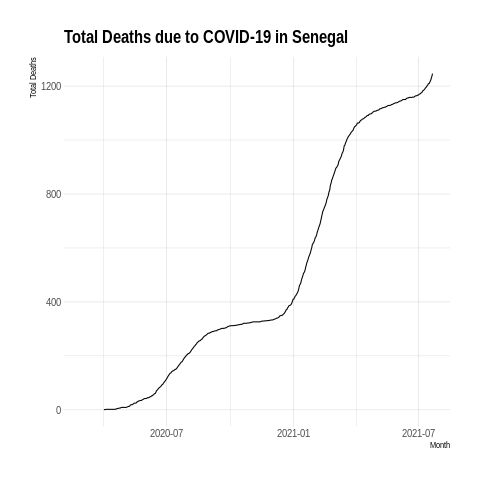 Total Deaths due to COVID-19 in Senegal
Total Deaths
1200
800
400
0
2020-07
2021-01
2021-07
Month